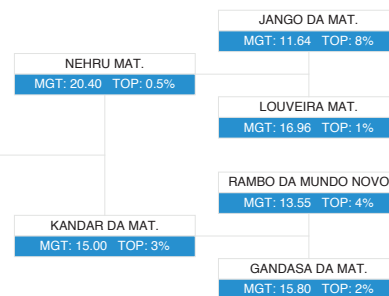 JANGO DA MAT.
MGT: 11.64 TOP: 8%
NEHRU MAT.
MGT: 20.40 TOP: 0.5%
LOUVEIRA MAT.
MGT: 16.96 TOP: 1%
RAMBO DA MUNDO NOVO
MGT: 13.55 TOP: 4%
KANDAR DA MAT.
MGT: 15.00 TOP: 3%
GANDASA DA MAT.
MGT: 15.80 TOP: 2%